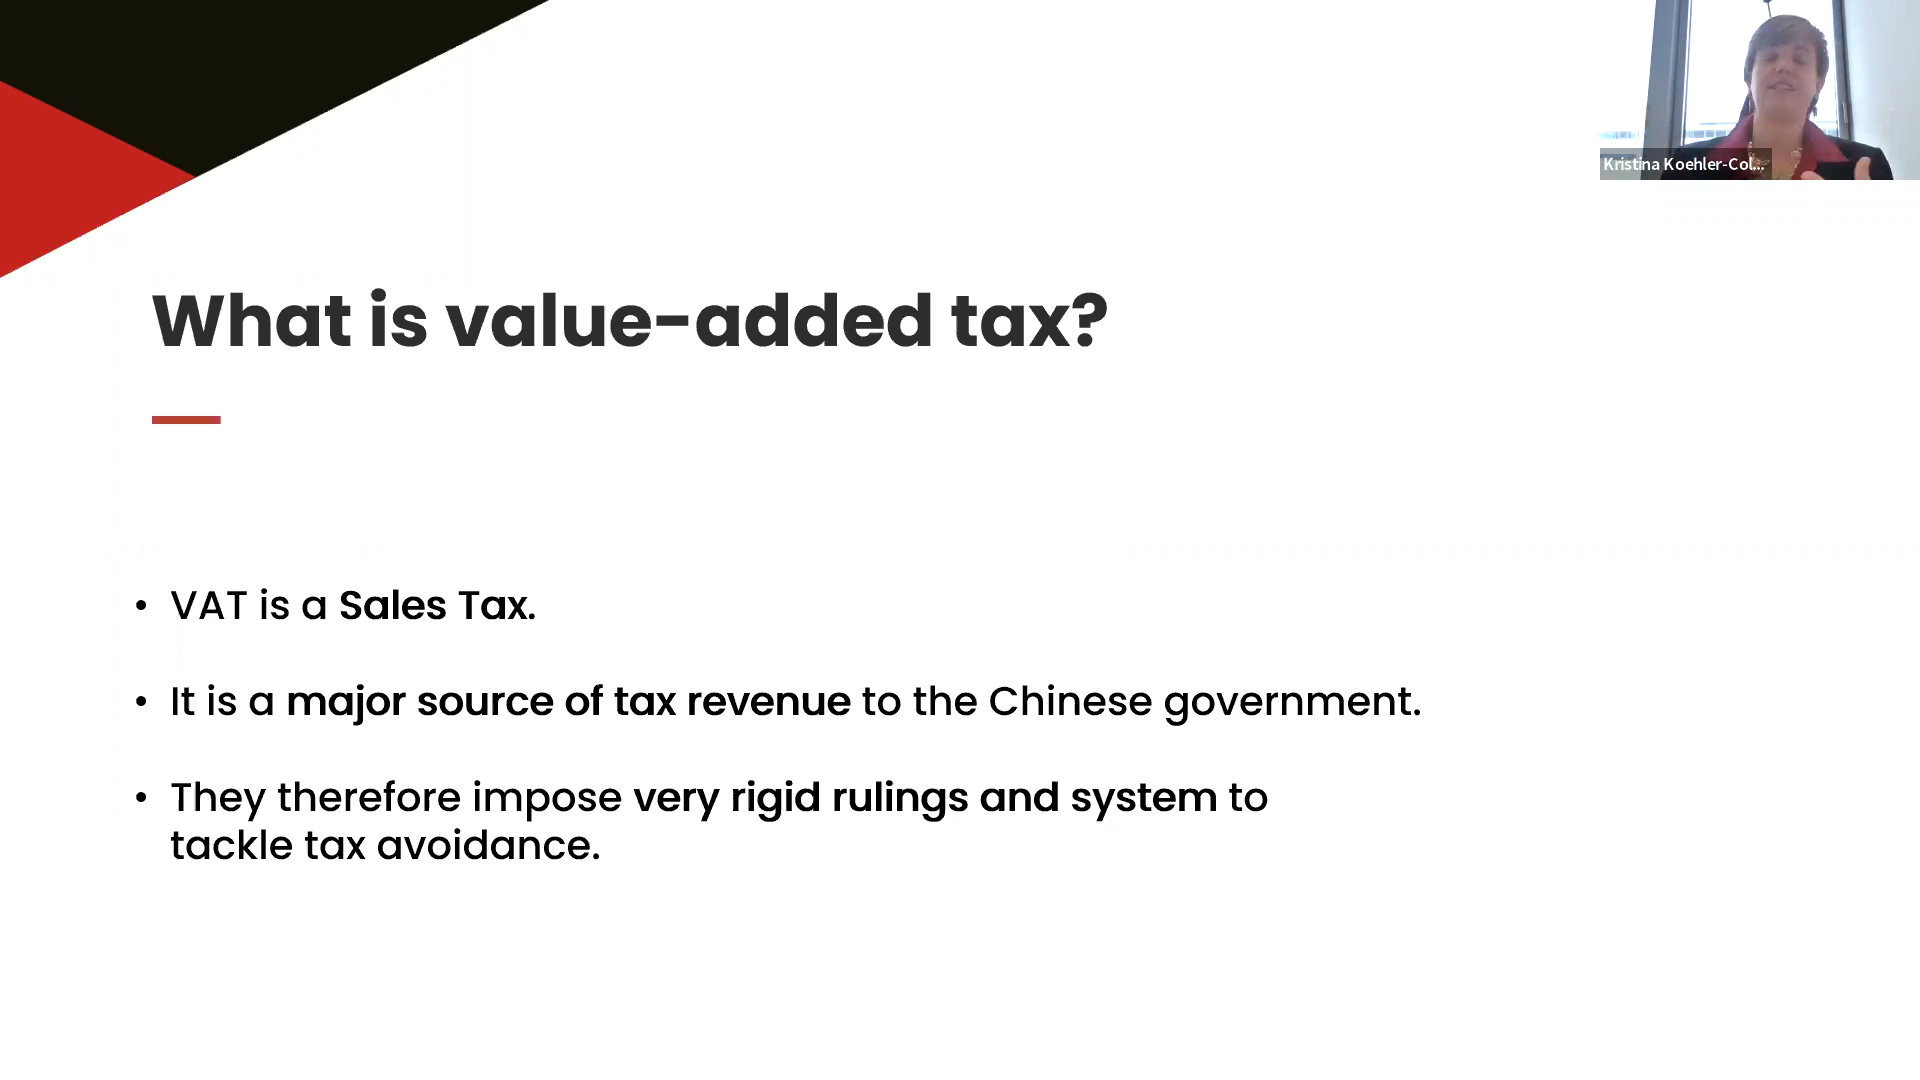 Kristina Koehler-Col...
What is value-added tax?
• VAT is a Sales Tax.
• It is a major source of tax revenue to the Chinese government.
• They therefore impose very rigid rulings and system to
tackle tax avoidance.